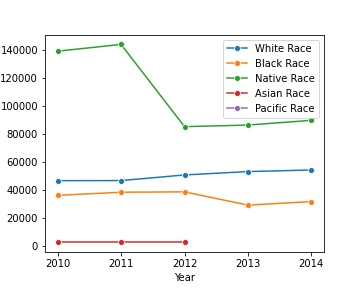 140000
120000
100000
80000
60000
40000
20000
0
White Race
Black Race
Native Race
Asian Race
Pacific Race
2010 2011 2012 2013 2014
Year